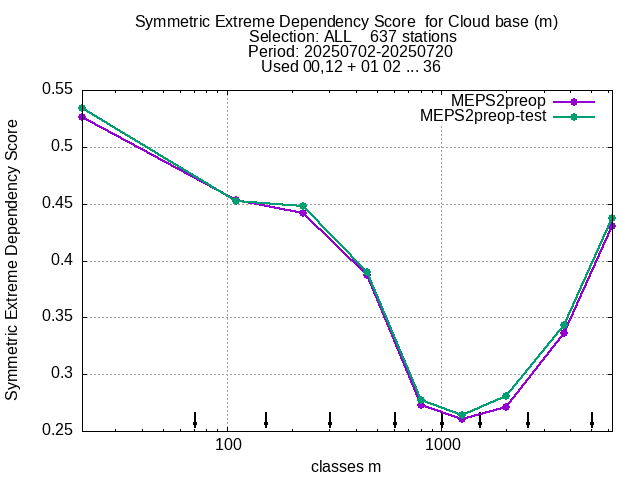 Symmetric Extreme Dependency Score  for Cloud base (m)
Selection: ALL    637 stations
Period: 20250702-20250720
Used 00,12 + 01 02 ... 36
MEPS2preop
MEPS2preop-test
0.55
0.5
0.45
0.4
0.35
0.3
0.25
Symmetric Extreme Dependency Score
100 1000
classes m